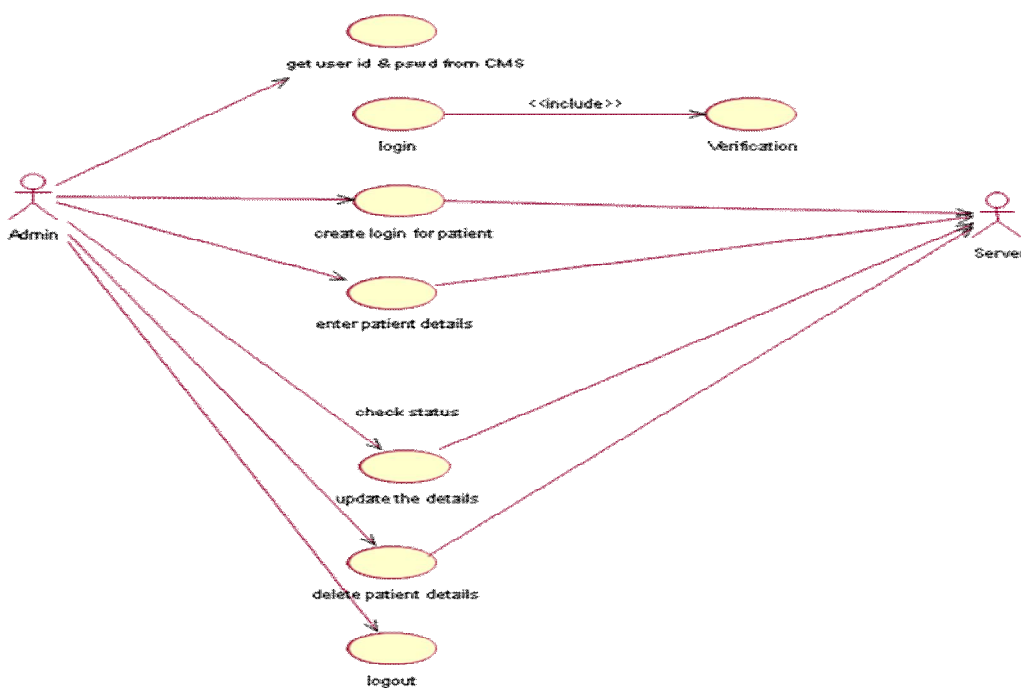 get user id & pswd from CMS
<<include>>
login
Verification
Admin
create login for patient
Server
enter patient details
check status
update the details
delete patient details
logout